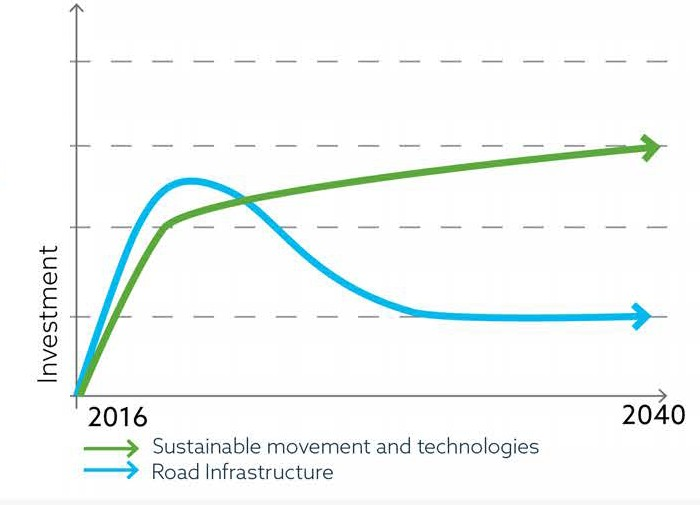 Investment
2016
2040
Sustainable movement and technologies
Road Infrastructure